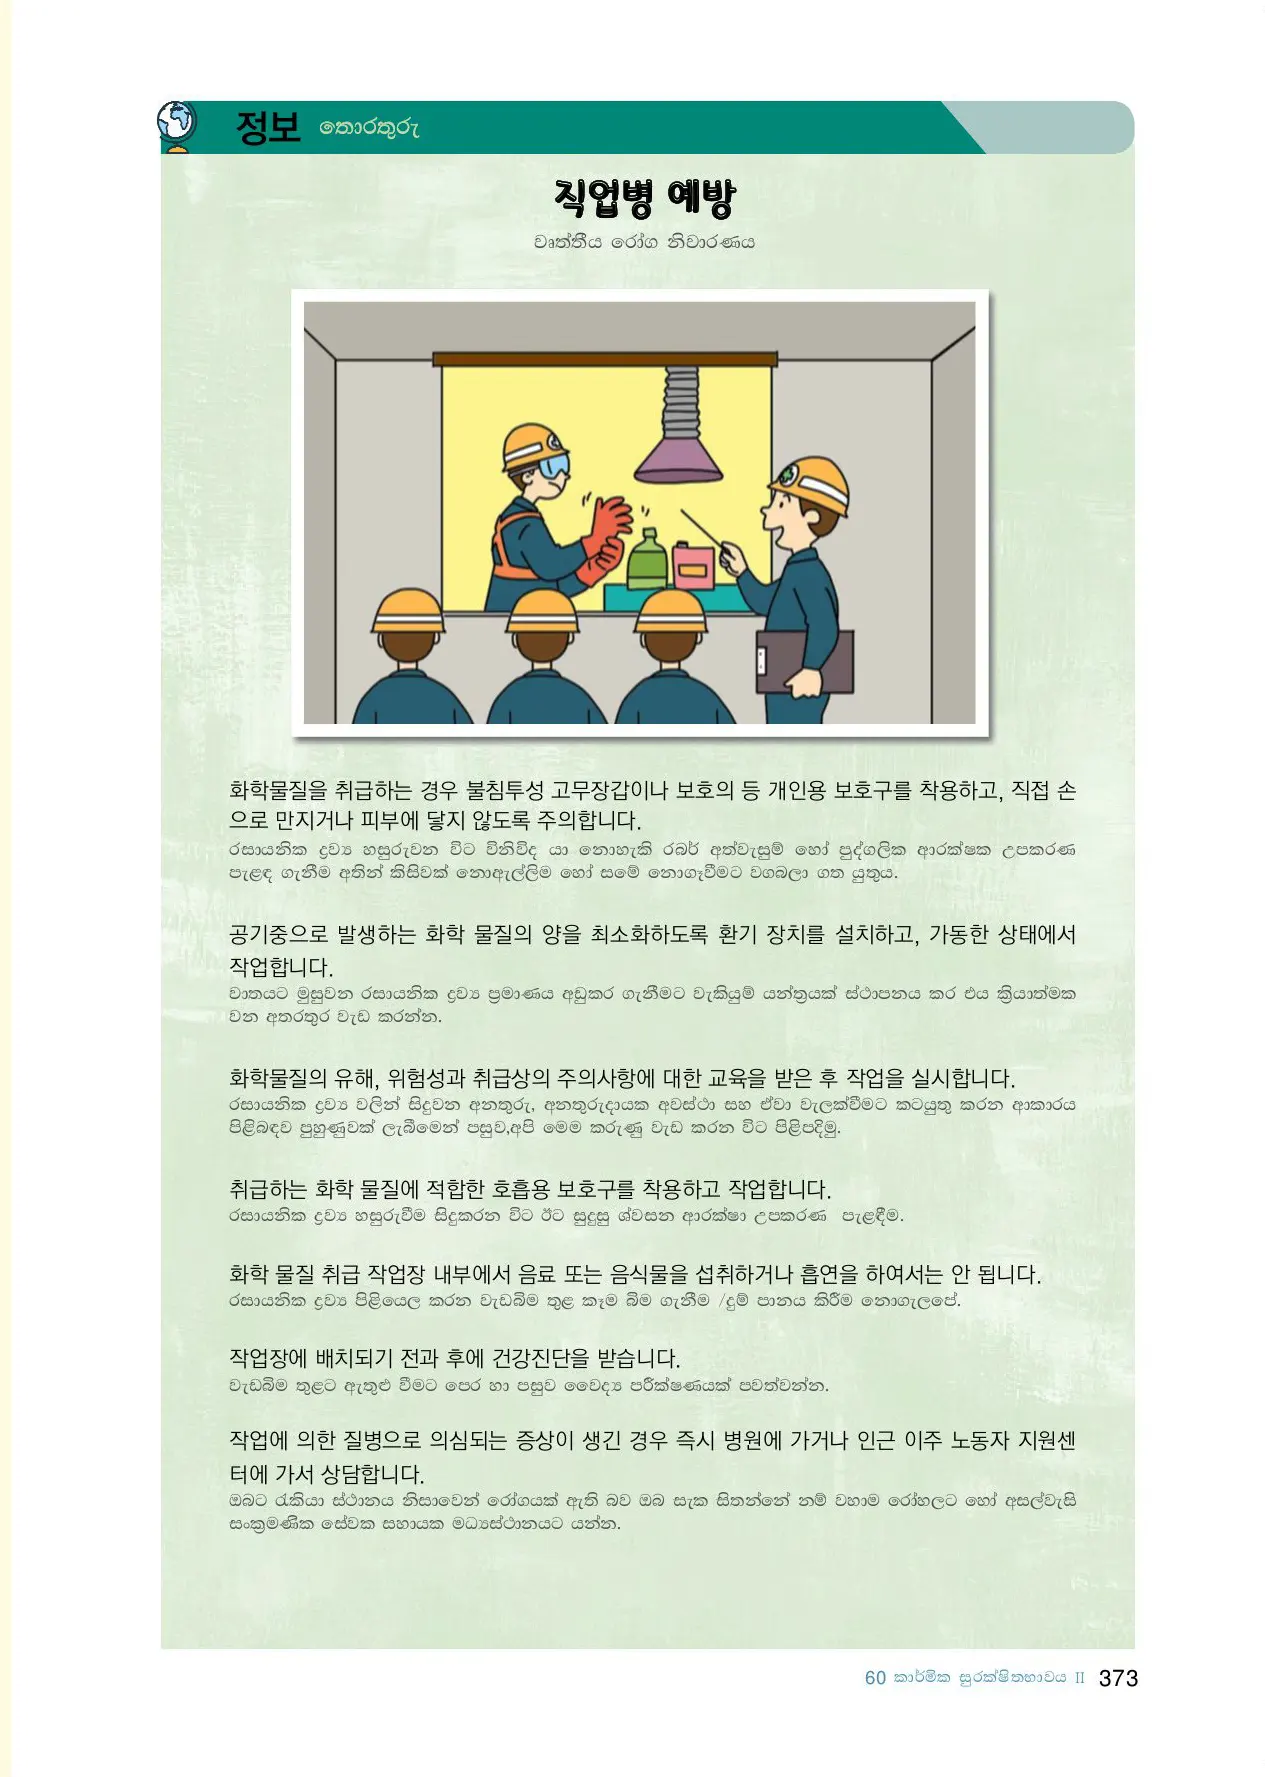 정보 තොරතුරු
직업병 예방
වෘත්තීය රෝග නිවාරණය
화학물질을 취급하는 경우 불침투성 고무장갑이나 보호의 등 개인용 보호구를 착용하고, 직접 손
으로 만지거나 피부에 닿지 않도록 주의합니다.
රසායනික ද්‍රව්‍ය හසුරුවන විට විනිවිද යා නොහැකි රබර් අත්වැසුම් හෝ පුද්ගලික ආරක්ෂක උපකරණ
පැළඳ ගැනීම අතින් කිසිවක් නොඇල්ලිම හෝ සමේ නොගෑවීමට වගබලා ගත යුතුය.
공기중으로 발생하는 화학 물질의 양을 최소화하도록 환기 장치를 설치하고, 가동한 상태에서
작업합니다.
වාතයට මුසුවන රසායනික ද්‍රව්‍ය ප්‍රමාණය අඩුකර ගැනීමට වැකියුම් යන්ත්‍රයක් ස්ථාපනය කර එය ක්‍රියාත්මක
වන අතරතුර වැඩ කරන්න.
화학물질의 유해, 위험성과 취급상의 주의사항에 대한 교육을 받은 후 작업을 실시합니다.
රසායනික ද්‍රව්‍ය වලින් සිදුවන අනතුරු, අනතුරුදායක අවස්ථා සහ ඒවා වැලක්වීමට කටයුතු කරන ආකාරය
පිළිබඳව පුහුණුවක් ලැබීමෙන් පසුව,අපි මෙම කරුණු වැඩ කරන විට පිළිපදිමු.
취급하는 화학 물질에 적합한 호흡용 보호구를 착용하고 작업합니다.
රසායනික ද්‍රව්‍ය හසුරුවීම සිදුකරන විට ඊට සුදුසු ශ්වසන ආරක්ෂා උපකරණ පැළඳීම.
화학 물질 취급 작업장 내부에서 음료 또는 음식물을 섭취하거나 흡연을 하여서는 안 됩니다.
රසායනික ද්‍රව්‍ය පිළියෙල කරන වැඩබිම තුළ කෑම බිම ගැනීම /දුම් පානය කිරීම නොගැලපේ.
작업장에 배치되기 전과 후에 건강진단을 받습니다.
වැඩබිම තුළට ඇතුළු වීමට පෙර හා පසුව වෛද්‍ය පරීක්ෂණයක් පවත්වන්න.
작업에 의한 질병으로 의심되는 증상이 생긴 경우 즉시 병원에 가거나 인근 이주 노동자 지원센
터에 가서 상담합니다.
ඔබට රැකියා ස්ථානය නිසාවෙන් රෝගයක් ඇති බව ඔබ සැක සිතන්නේ නම් වහාම රෝහලට හෝ අසල්වැසි
සංක්‍රමණික සේවක සහායක මධ්‍යස්ථානයට යන්න.
60 කාර්මික සුරක්ෂිතභාවය II 373